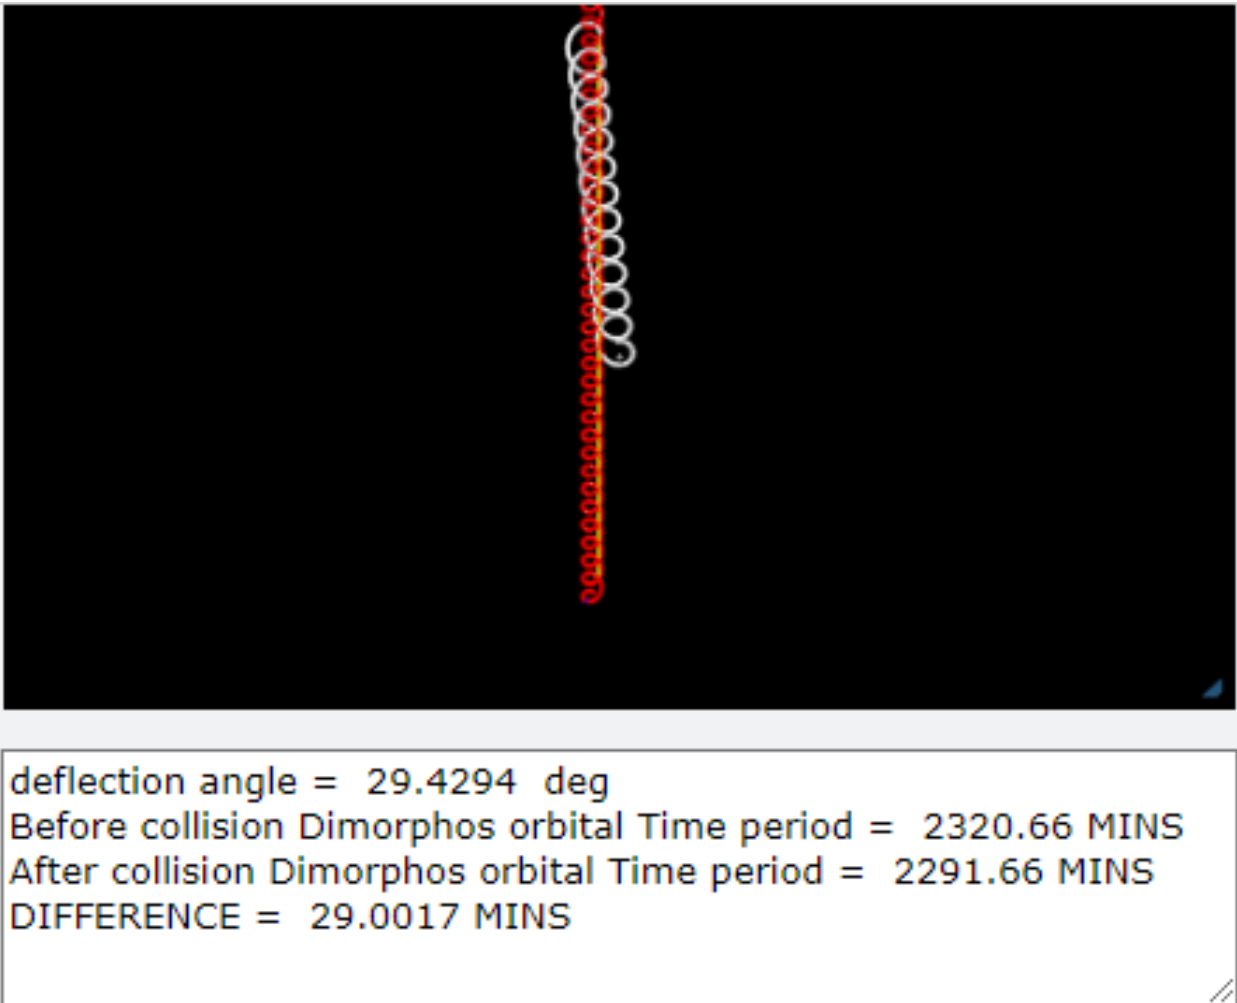 deflection angle =  29.4294  deg
Before collision Dimorphos orbital Time period =  2320.66 MINS
After collision Dimorphos orbital Time period =  2291.66 MINS
DIFFERENCE =  29.0017 MINS